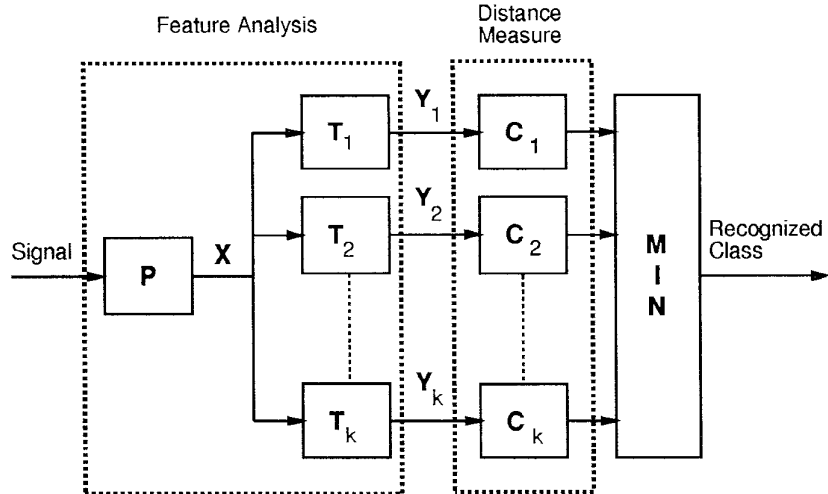 Feature Analysis
Distance
Measure
Y1
T1
C1
Y2
T2
C2
Signal
P
X
M
I
N
Recognized
Class
Yk
Tk
Ck